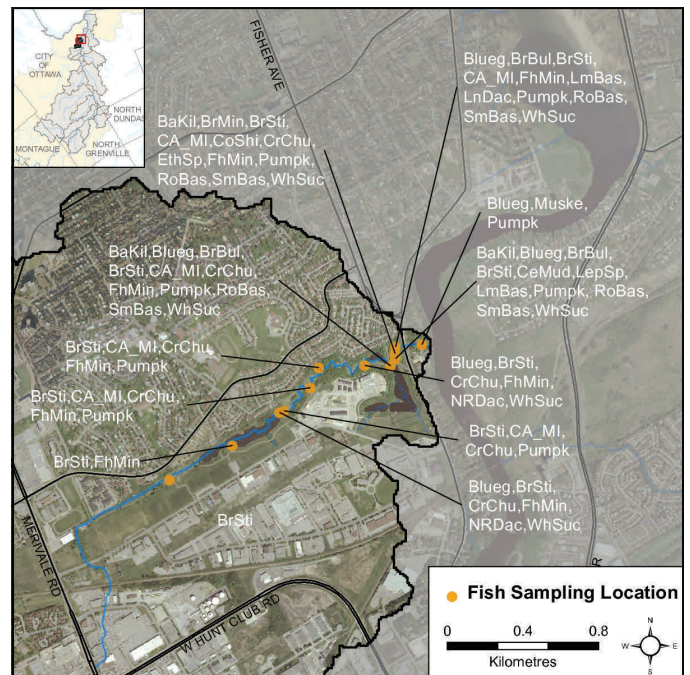 CITY OF
OTTAWA
NORTH
DUNDAS
NORTH
GRENVILLE
MONTAGUE
FISHER AVE
Blueg,BrBul,BrSti,
CA_MI,FhMin,LmBas,
LnDac,Pumpk,RoBas,
SmBas,WhSuc
BaKil,BrMin,BrSti,
CA_MI,CoShi,CrChu,
EthSp,FhMin,Pumpk,
RoBas,SmBas,WhSuc
Blueg,Muske,
Pumpk
BaKil,Blueg,BrBul,
BrSti,CA_MI,CrChu,
FhMin,Pumpk,RoBas,
SmBas,WhSuc
BaKil,Blueg,BrBul,
BrSti,CeMud,LepSp,
LmBas,Pumpk, RoBas,
SmBas,WhSuc
BrSti,CA_MI,CrChu,
FhMin,Pumpk
Blueg,BrSti,
CrChu,FhMin,
NRDac,WhSuc
BrSti,CA_MI,CrChu,
FhMin,Pumpk
BrSti,CA_MI,
CrChu,Pumpk
BrSti,FhMin
Blueg,BrSti,
CrChu,FhMin,
NRDac,WhSuc
BrSti
MERIVALE RD
W HUNT CLUB RD
R
Fish Sampling Location
0 0.4 0.8
Kilometres
N
W E
S